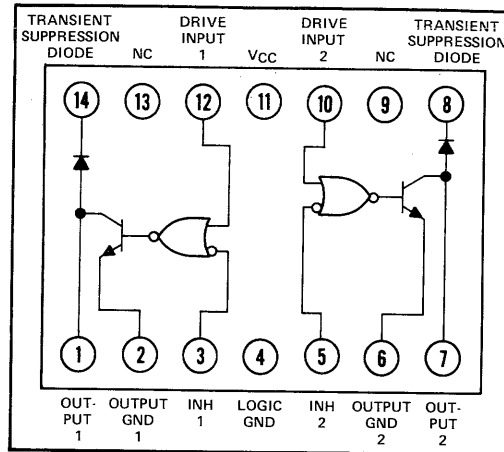 TRANSIENT DRIVE DRIVE TRANSIENT
SUPPRESSION INPUT INPUT SUPPRESSION
DIODE NC 1 VCC 2 NC DIODE
14 13 12 11 10 9 8
1 2 3 4 5 6 7
OUT- OUTPUT INH LOGIC INH OUTPUT OUT-
PUT GND 1 GND 2 GND PUT
1 1 2 2